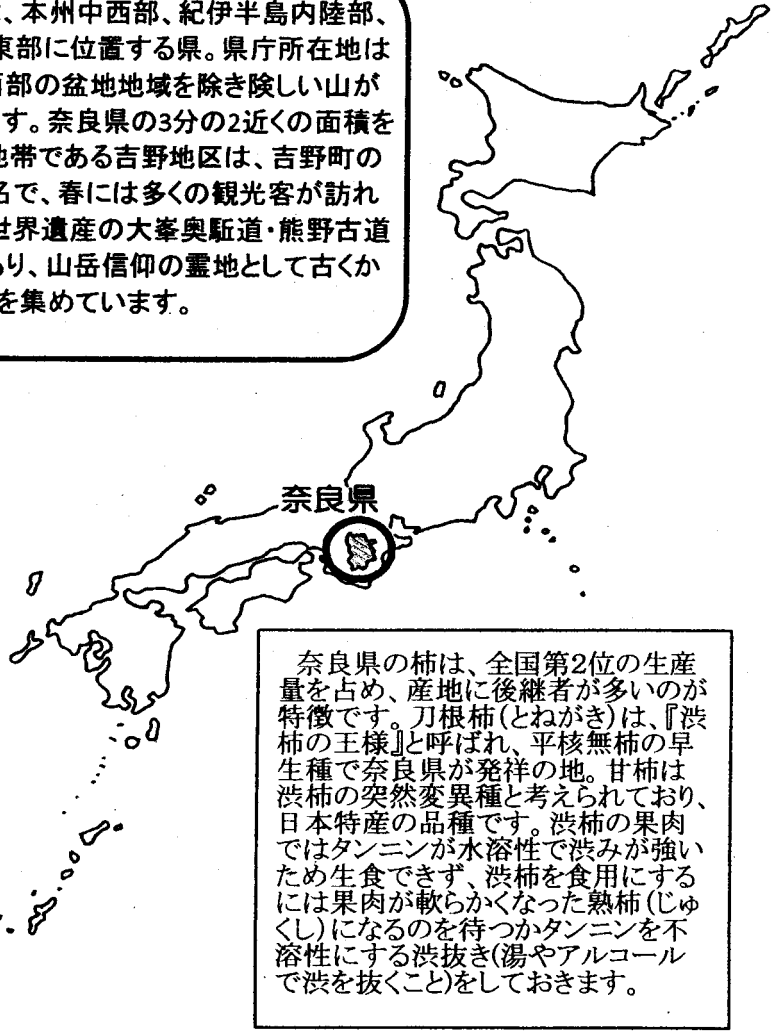 、本州中西部、紀伊半島内陸部、
東部に位置する県。県庁所在地は
部の盆地地域を除き険しい山が
す。奈良県の3分の2近くの面積を
地帯である吉野地区は、吉野町の
名で、春には多くの観光客が訪れ
世界遺産の大峯奥駈道・熊野古道
り、山岳信仰の霊地として古くか
を集めています。
奈良県
奈良県の柿は、全国第2位の生産
量を占め、産地に後継者が多いのが
特徴です。刀根柿(とねがき)は、『渋
柿の王様』と呼ばれ、平核無柿の早
生種で奈良県が発祥の地。甘柿は
渋柿の突然変異種と考えられており、
日本特産の品種です。渋柿の果肉
ではタンニンが水溶性で渋みが強い
ため生食できず、渋柿を食用にする
には果肉が軟らかくなった熟柿(じゅ
くし)になるのを待つかタンニンを不
溶性にする渋抜き(湯やアルコール
で渋を抜くこと)をしておきます。